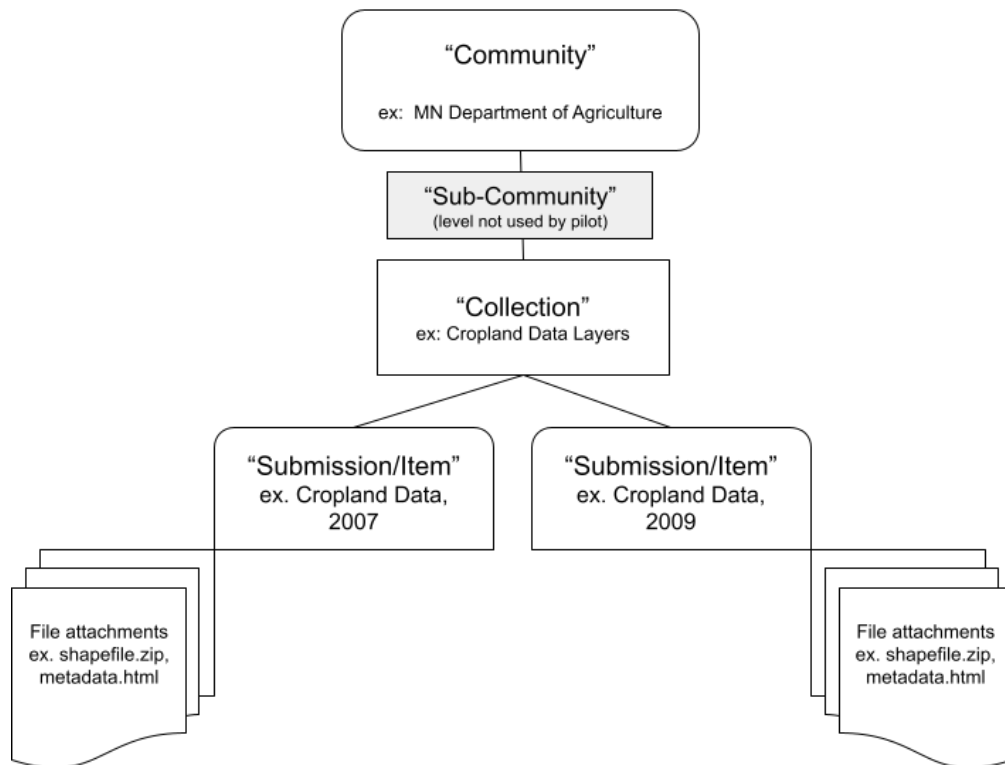 “Community”
ex:  MN Department of Agriculture
“Sub-Community”
(level not used by pilot)
“Collection”
ex: Cropland Data Layers
“Submission/Item”
ex. Cropland Data,
2007
“Submission/Item”
ex. Cropland Data,
2009
File attachments
ex. shapefile.zip,
metadata.html
File attachments
ex. shapefile.zip,
metadata.html